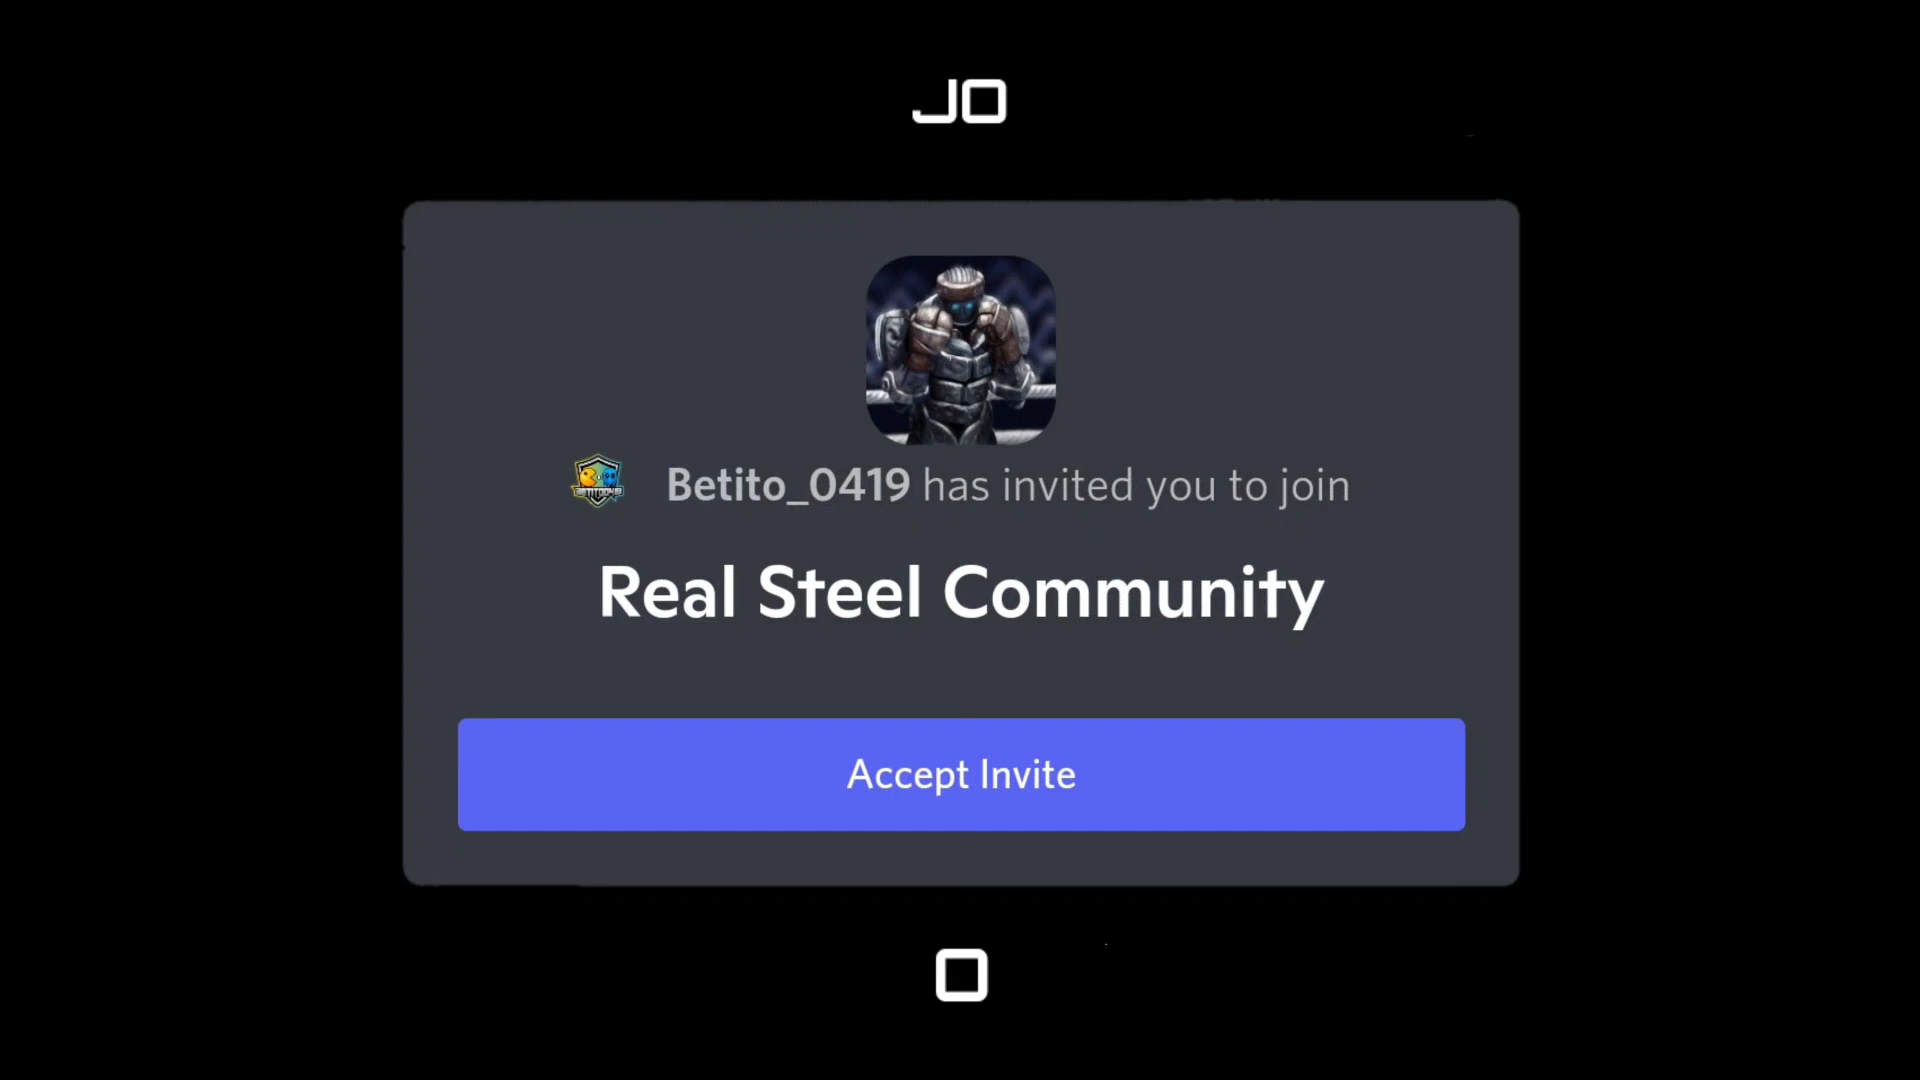 JO
Betito_0419 has invited you to join
Real Steel Community
Accept Invite
O